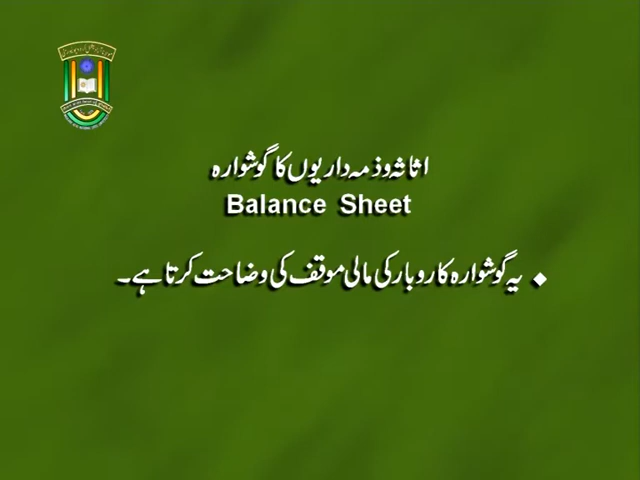 اثاثہ و ذمہ داریوں کا گوشوارہ
Balance Sheet
◆ یہ گوشوارہ کاروبار کی مالی موقف کی وضاحت کرتا ہے۔